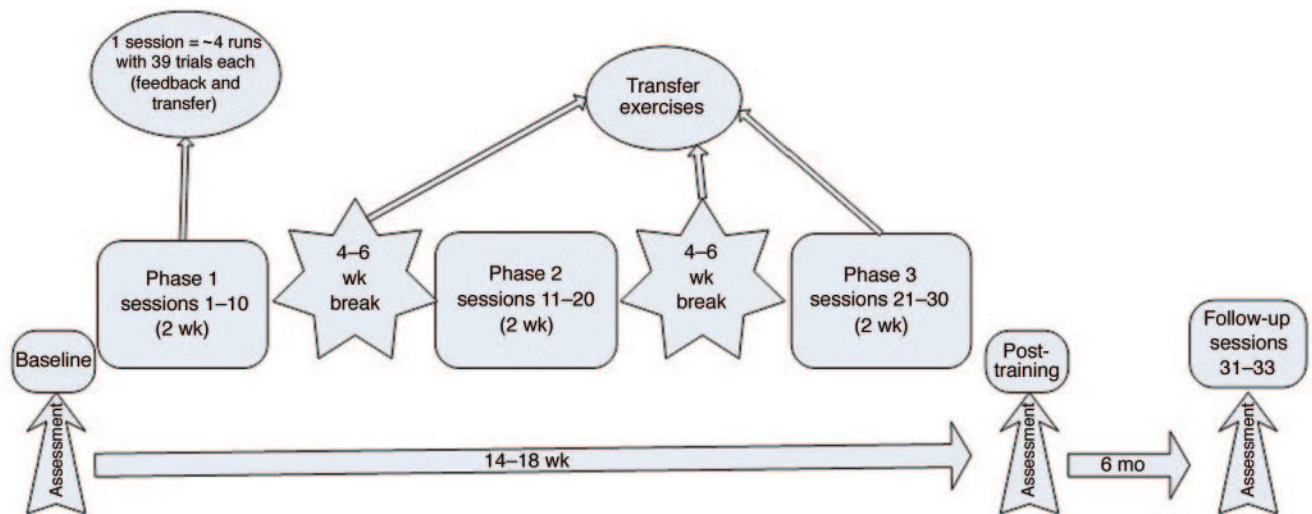 1 session = ~4 runs
with 39 trials each
(feedback and
transfer)
Transfer
exercises
Phase 1
sessions 1–10
(2 wk)
4–6
wk
break
Phase 2
sessions 11–20
(2 wk)
4–6
wk
break
Phase 3
sessions 21–30
(2 wk)
Baseline
Post-
training
Follow-up
sessions
31–33
Assessment
14–18 wk
Assessment
6 mo
Assessment